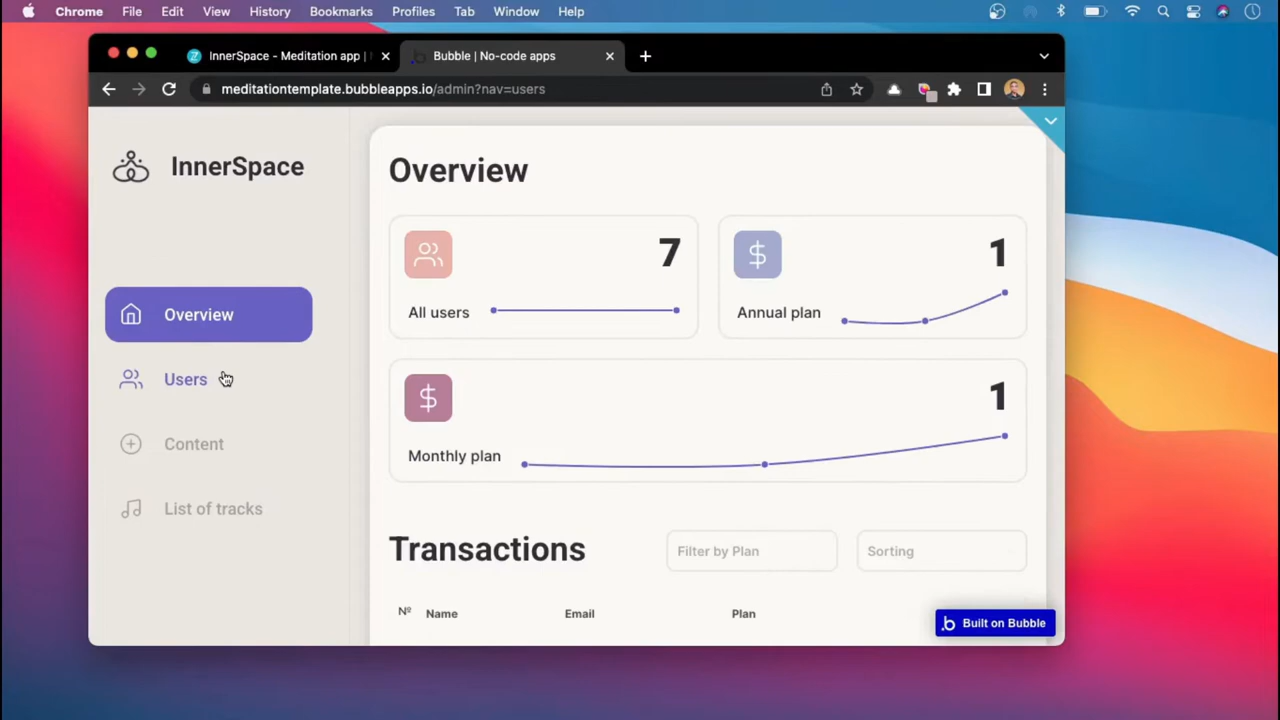 Chrome File Edit View History Bookmarks Profiles Tab Window Help
InnerSpace - Meditation app |
Bubble | No-code apps
meditationtemplate.bubbleapps.io/admin?nav=users
InnerSpace
Overview
Users
Content
List of tracks
Overview
7
All users
1
Annual plan
1
Monthly plan
Transactions
Filter by Plan
Sorting
Nº Name Email Plan
Built on Bubble